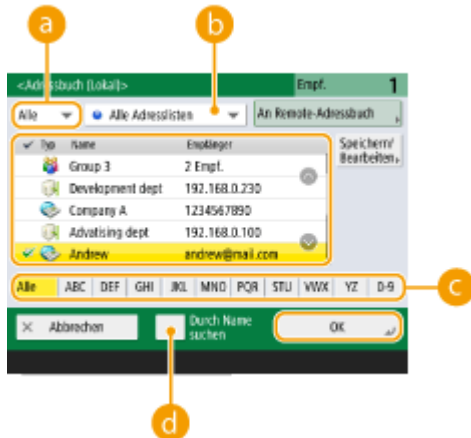 a
b
<Adressbuch (Lokal)>
Empf. 1
Alle
Alle Adresslisten
An Remote-Adressbuch
Typ Name Empfänger
Speichern/
Bearbeiten
Group 3 2 Empf.
Development dept 192.168.0.230
Company A 1234567890
Advatising dept 192.168.0.100
Andrew andrew@mail.com
Alle ABC DEF GHI JKL MNO PQR STU VWX YZ 0-9
c
Abbrechen
Durch Name
suchen
OK
d